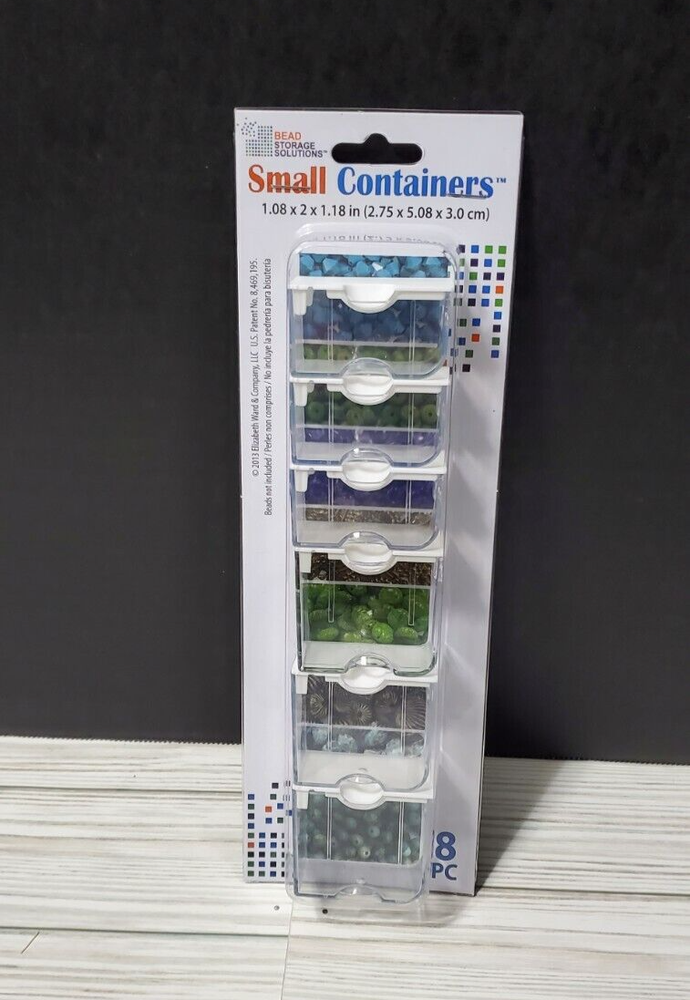 BEAD
STORAGE
SOLUTIONS™
Small Containers™
1.08 x 2 x 1.18 in (2.75 x 5.08 x 3.0 cm)
© 2013 Elizabeth Ward & Company, LLC U.S. Patent No. 8,469,195.
Beads not included / Perles non comprises / No incluye la pedrería para bisutería
8
PC